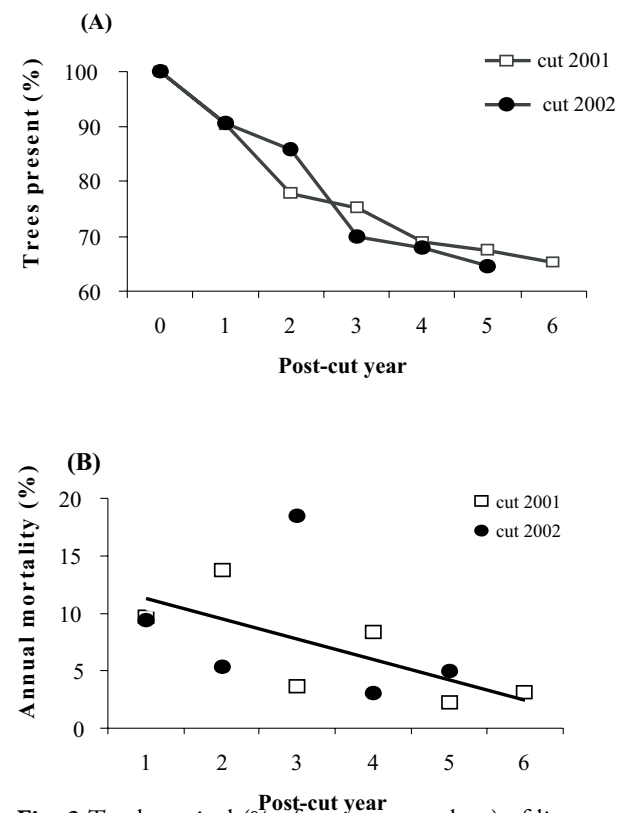 (A)
Trees present (%)
100
90
80
70
60
0 1 2 3 4 5 6
Post-cut year
cut 2001
cut 2002
(B)
Annual mortality (%)
20
15
10
5
0
1 2 3 4 5 6
Post-cut year
cut 2001
cut 2002